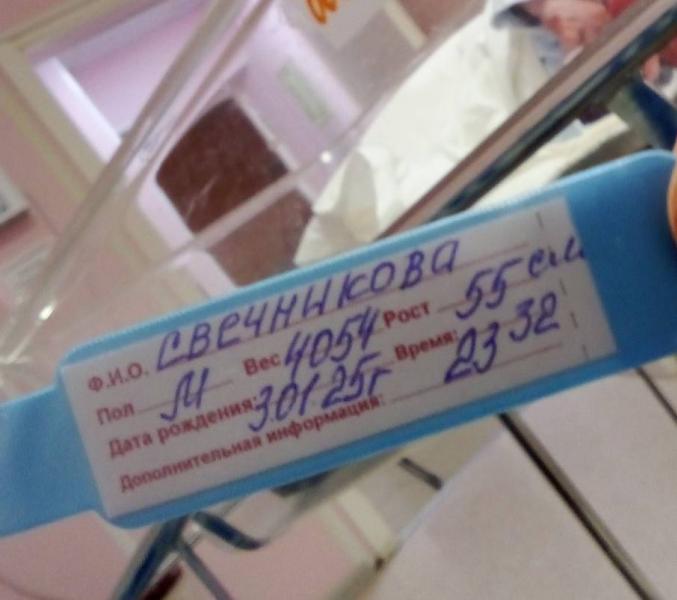 Ф.И.О. СВЕЧНИКОВА
Пол М Вес 4054 Рост 55 см
Дата рождения: 30 1 25г Время: 23 32
Дополнительная информация: